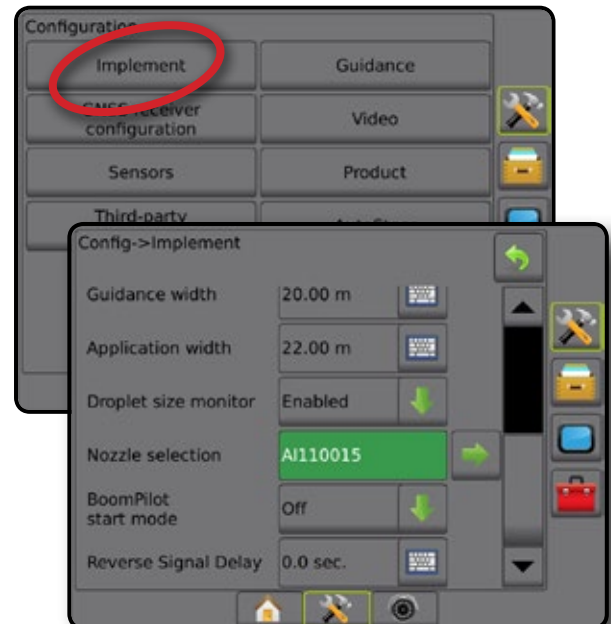 Configuration
Implement
Guidance
GNSS receiver
configuration
Video
Sensors
Product
Third-party
Config->Implement
Guidance width
20.00 m
Application width
22.00 m
Droplet size monitor
Enabled
Nozzle selection
AI110015
BoomPilot
start mode
Off
Reverse Signal Delay
0.0 sec.